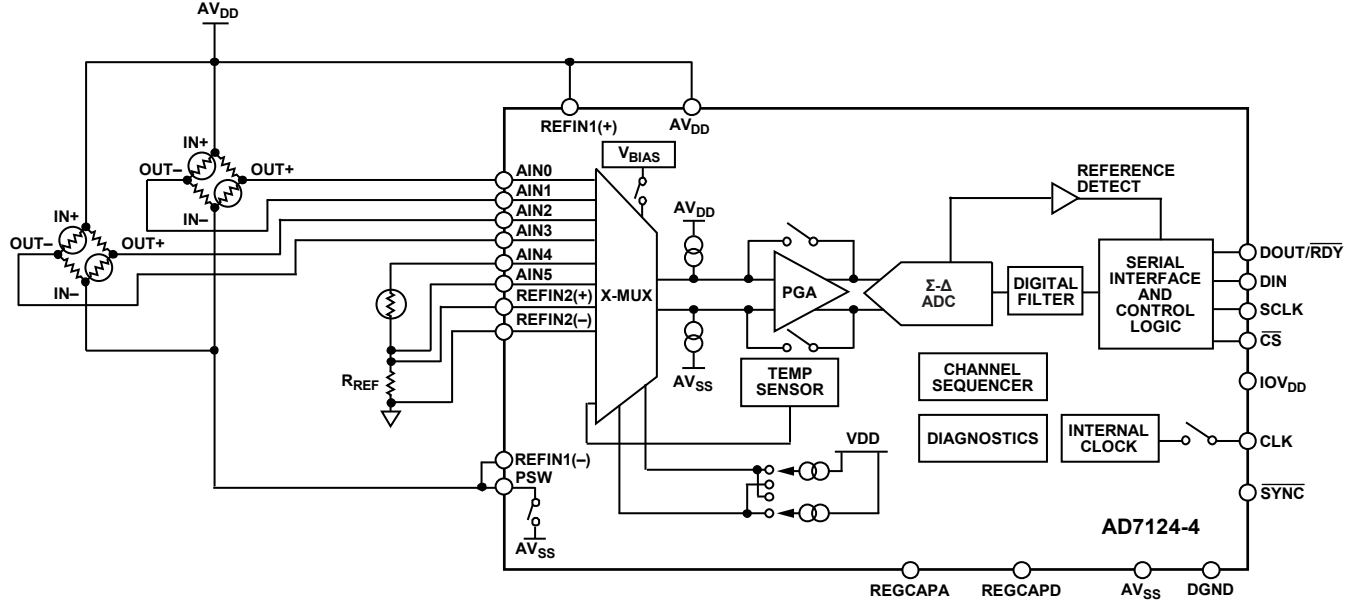 AVDD
IN+
OUT–
OUT+
IN–
IN+
OUT–
OUT+
IN–
RREF
REFIN1(+)
AVDD
AIN0
AIN1
AIN2
AIN3
AIN4
AIN5
REFIN2(+)
REFIN2(–)
REFIN1(–)
PSW
AVSS
VBIAS
X-MUX
AVDD
AVSS
PGA
TEMP
SENSOR
VDD
Σ-Δ
ADC
REFERENCE
DETECT
DIGITAL
FILTER
SERIAL
INTERFACE
AND
CONTROL
LOGIC
CHANNEL
SEQUENCER
DIAGNOSTICS
INTERNAL
CLOCK
DOUT/RDY
DIN
SCLK
CS
IOVDD
CLK
SYNC
AD7124-4
REGCAPA
REGCAPD
AVSS
DGND